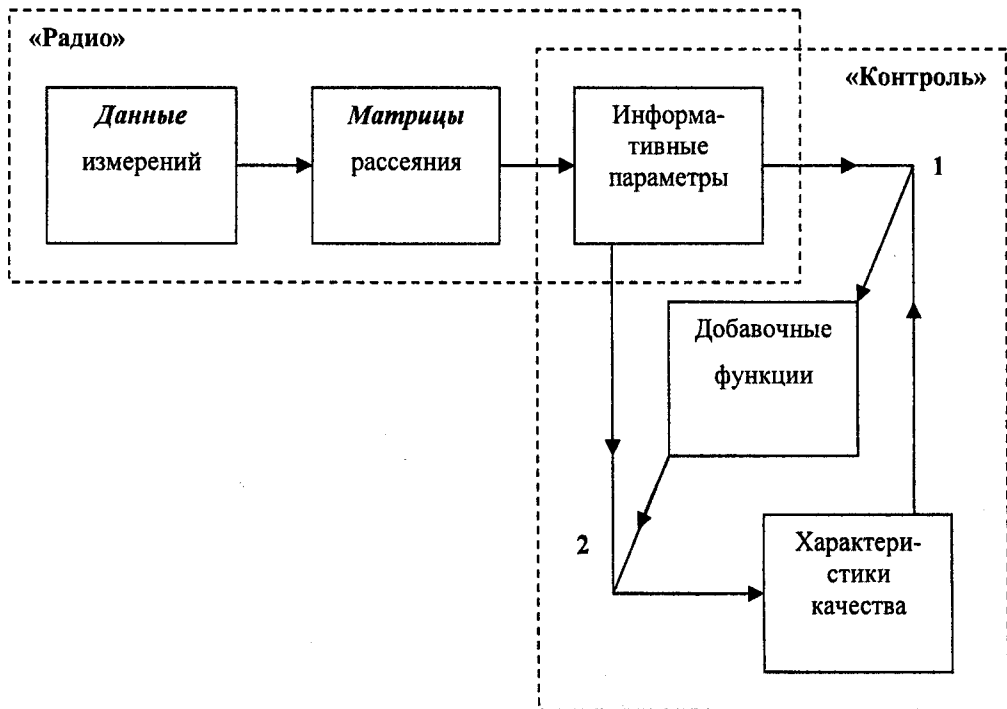 «Радио»
«Контроль»
Данные
измерений
Матрицы
рассеяния
Информа-
тивные
параметры
1
Добавочные
функции
2
Характери-
стики
качества